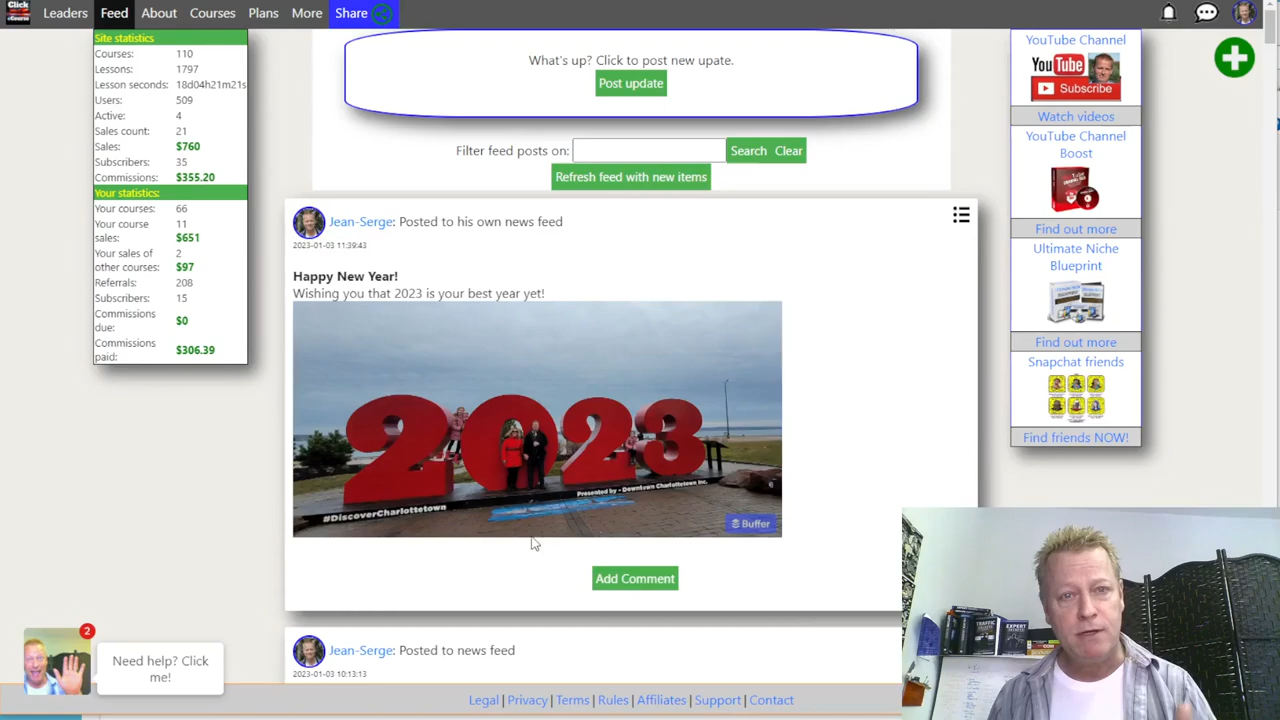 Click
eCourse
Leaders
Feed
About
Courses
Plans
More
Share
Site statistics
Courses: 110
Lessons: 1797
Lesson seconds: 18d04h21m21s
Users: 509
Active: 4
Sales count: 21
Sales: $760
Subscribers: 35
Commissions: $355.20
Your statistics:
Your courses: 66
Your course
sales: 11
$651
Your sales of
other courses: 2
$97
Referrals: 208
Subscribers: 15
Commissions
due: $0
Commissions
paid: $306.39
What's up? Click to post new upate.
Post update
Filter feed posts on:
Search Clear
Refresh feed with new items
Jean-Serge: Posted to his own news feed
2023-01-03 11:39:43
Happy New Year!
Wishing you that 2023 is your best year yet!
2023
Presented by - Downtown Charlottetown Inc.
#DiscoverCharlottetown
Buffer
Add Comment
Jean-Serge: Posted to news feed
2023-01-03 10:13:13
YouTube Channel
YouTube
Subscribe
Watch videos
YouTube Channel
Boost
Find out more
Ultimate Niche
Blueprint
Find out more
Snapchat friends
Find friends NOW!
2
Need help? Click
me!
TRAFFIC
SECRETS
EXPERT
SECRETS
Legal | Privacy | Terms | Rules | Affiliates | Support | Contact